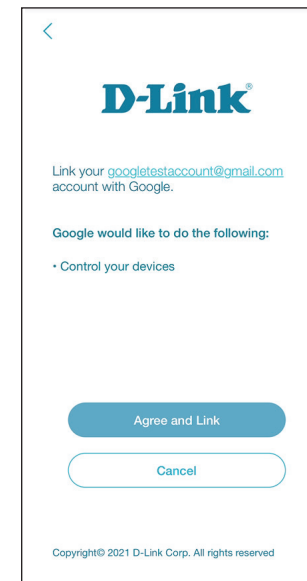 D-Link®
Link your googletestaccount@gmail.com
account with Google.
Google would like to do the following:
• Control your devices
Agree and Link
Cancel
Copyright© 2021 D-Link Corp. All rights reserved